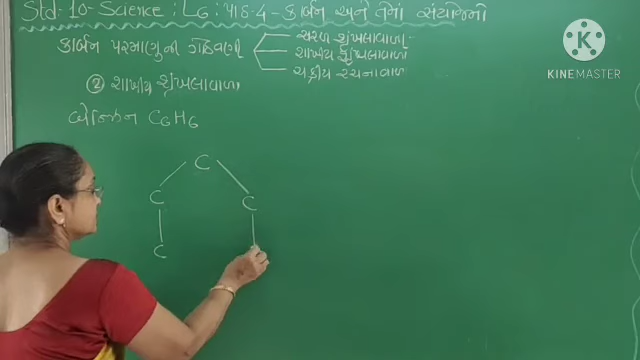 Std-10-Science: Lg: પાઠ-4- કાર્બન અને તેનાં સંયોજનો
કાર્બન પરમાણુની ગોઠવણી
સરળ શૃંખલાવાળા
શાખીય શૃંખલાવાળાં
ચક્રીય રચનાવાળાં
② શાખીય શૃંખલાવાળા
બેન્ઝિન C6H6
C
C C
C
K
KINEMASTER